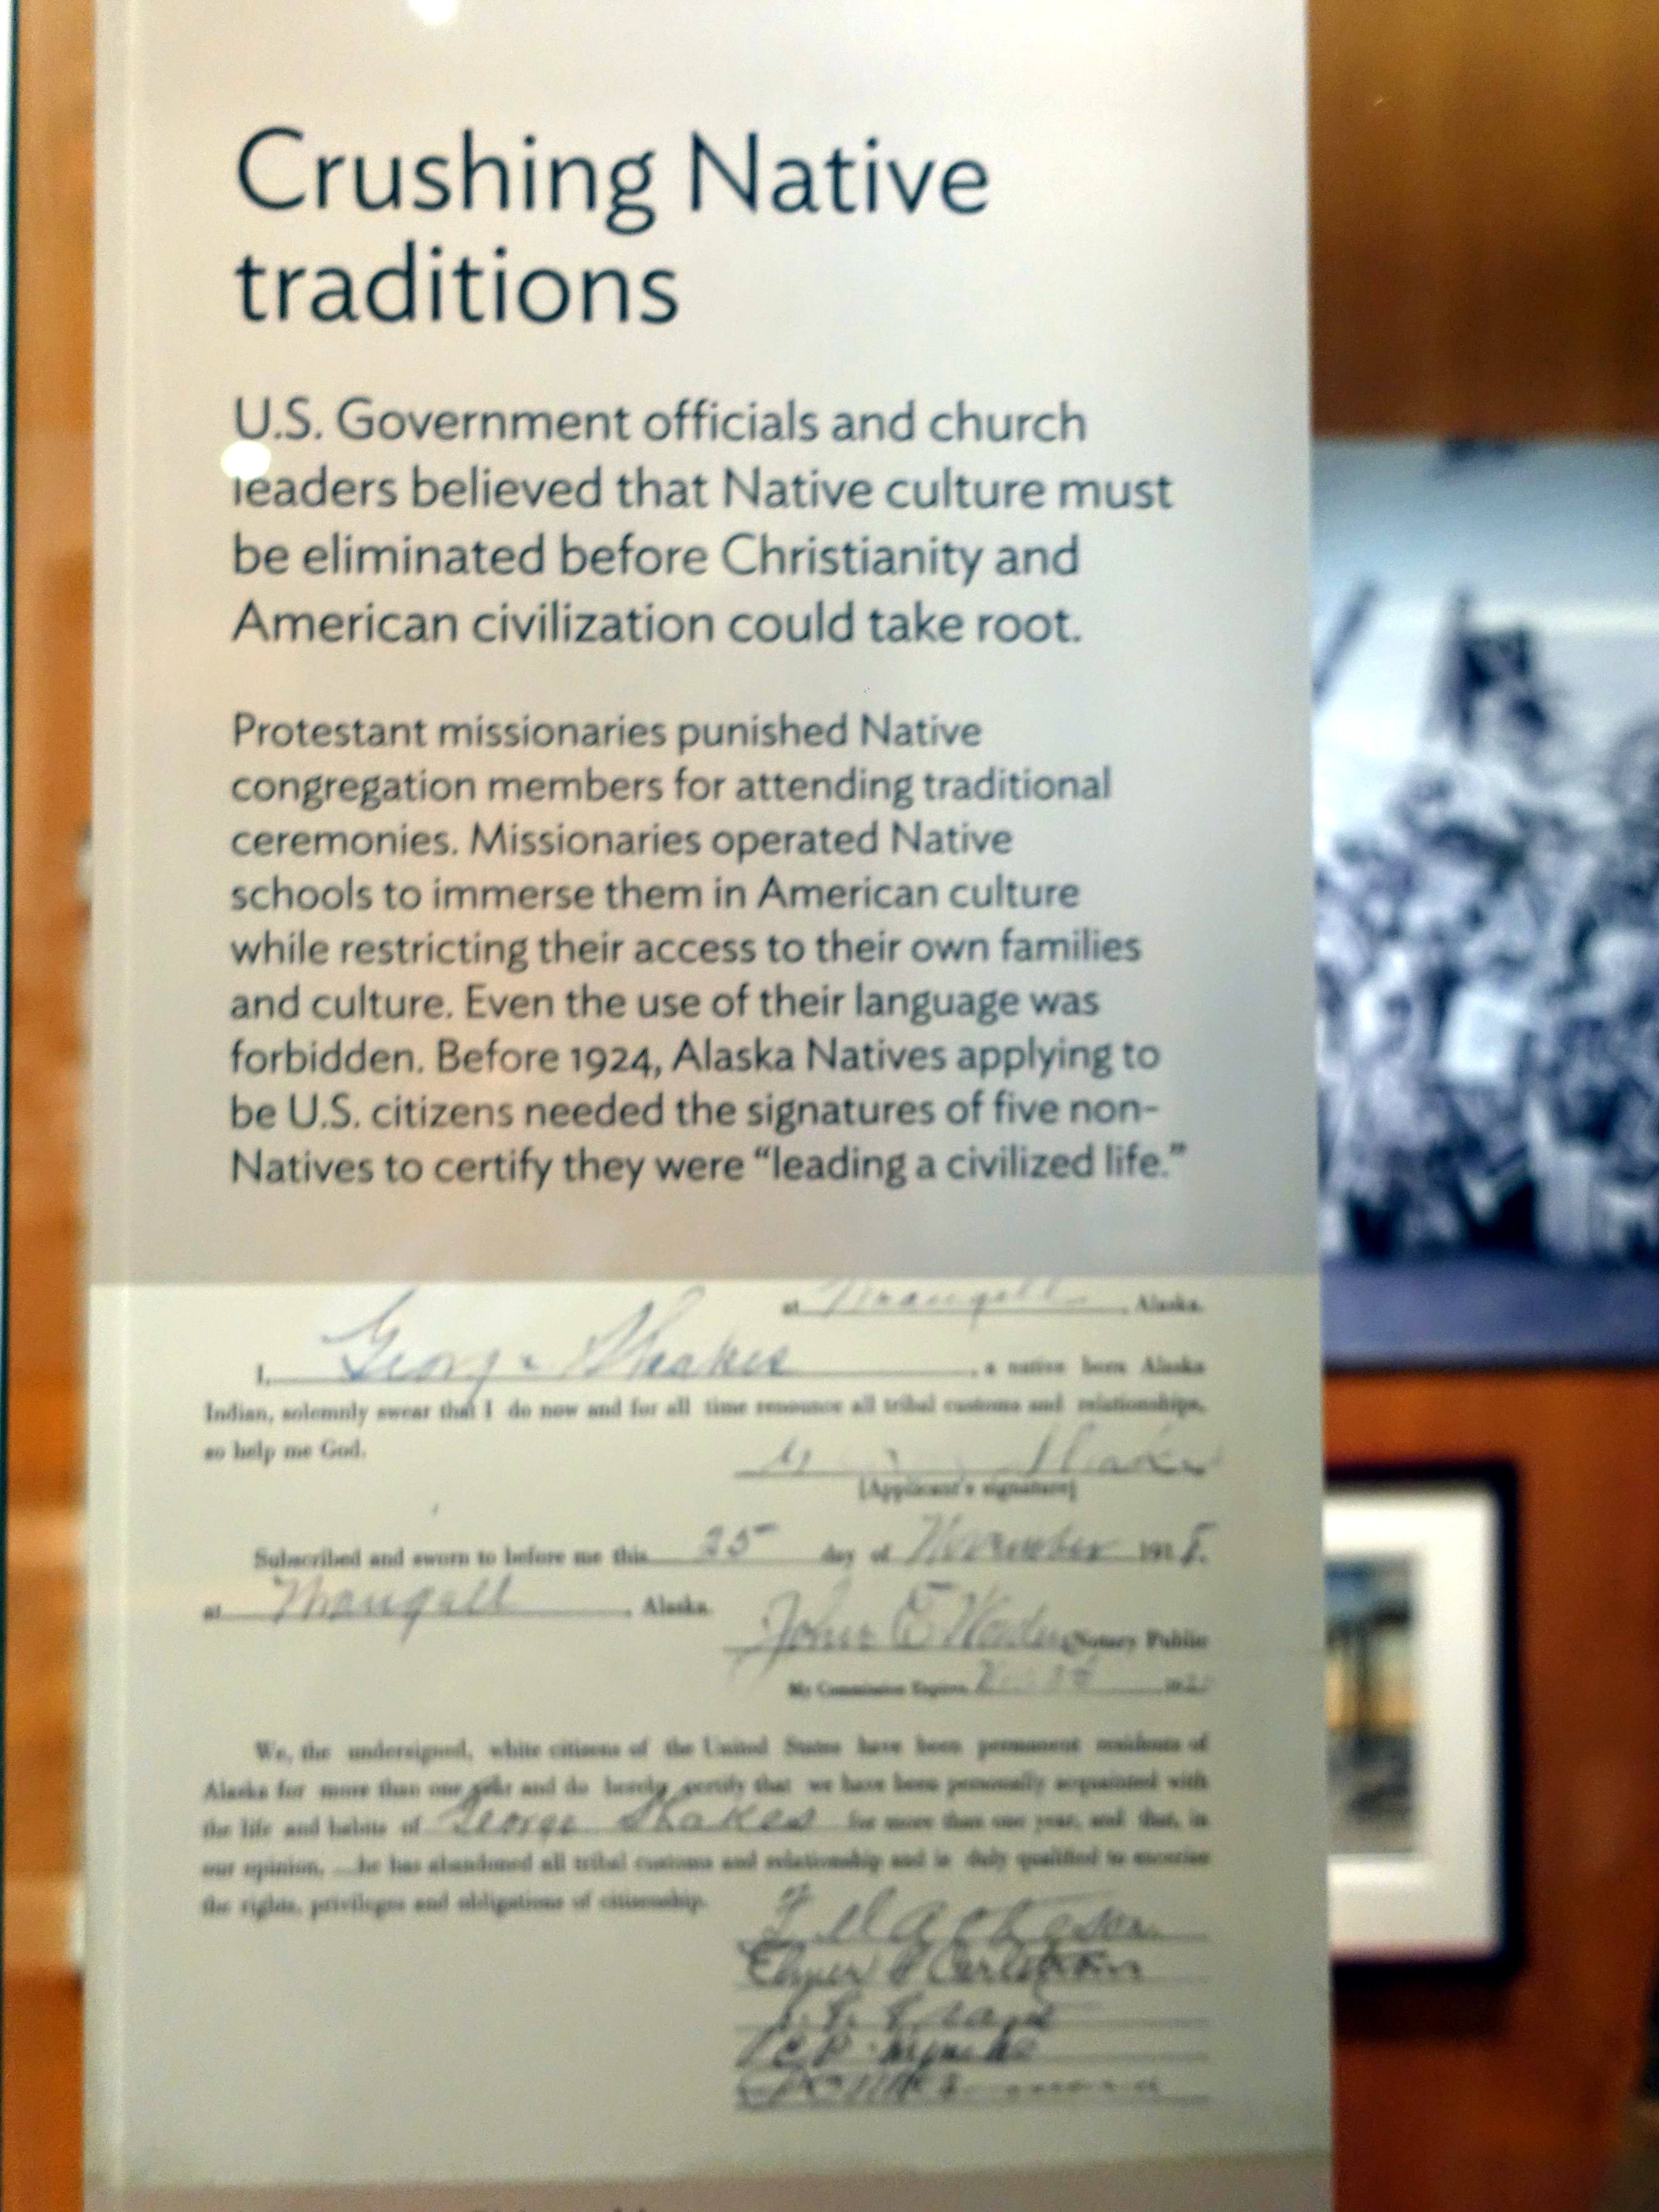 Crushing Native
traditions
U.S. Government officials and church
leaders believed that Native culture must
be eliminated before Christianity and
American civilization could take root.
Protestant missionaries punished Native
congregation members for attending traditional
ceremonies. Missionaries operated Native
schools to immerse them in American culture
while restricting their access to their own families
and culture. Even the use of their language was
forbidden. Before 1924, Alaska Natives applying to
be U.S. citizens needed the signatures of five non-
Natives to certify they were “leading a civilized life.”
at Wrangell, Alaska.
I, George Shakes, a native born Alaska
Indian, solemnly swear that I do now and for all time renounce all tribal customs and relationships,
so help me God.
Shakes
[Applicant's signature]
Subscribed and sworn to before me this 25 day of November 191
at Wrangell, Alaska.
John E Notary Public
My Commission Expires
We, the undersigned, white citizens of the United States have been permanent residents of
Alaska for more than one year and do hereby certify that we have been personally acquainted with
the life and habits of George Shakes for more than one year, and that, in
our opinion, he has abandoned all tribal customs and relationship and is duly qualified to exercise
the rights, privileges and obligations of citizenship.